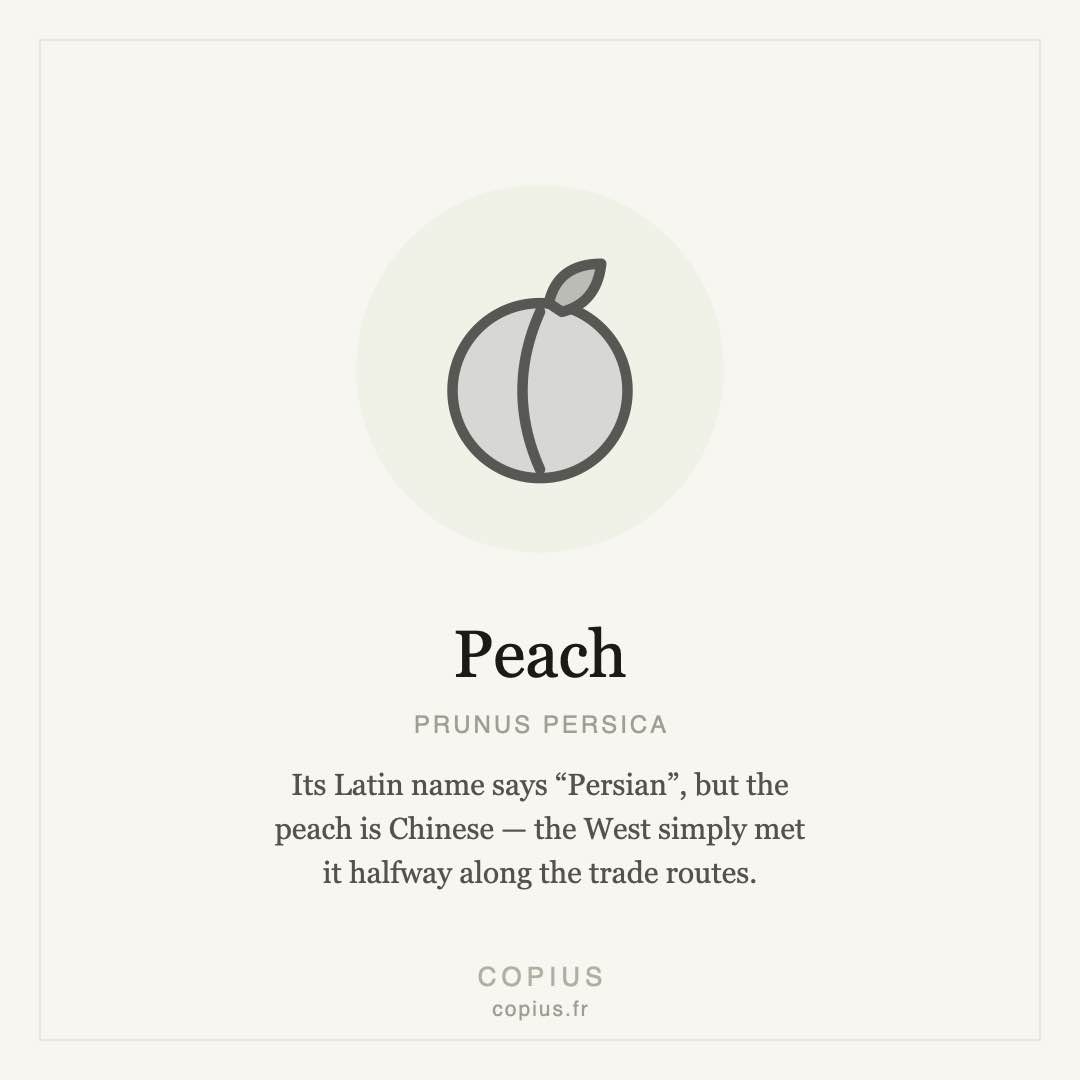 Peach
PRUNUS PERSICA
Its Latin name says “Persian”, but the
peach is Chinese — the West simply met
it halfway along the trade routes.
COPIUS
copius.fr